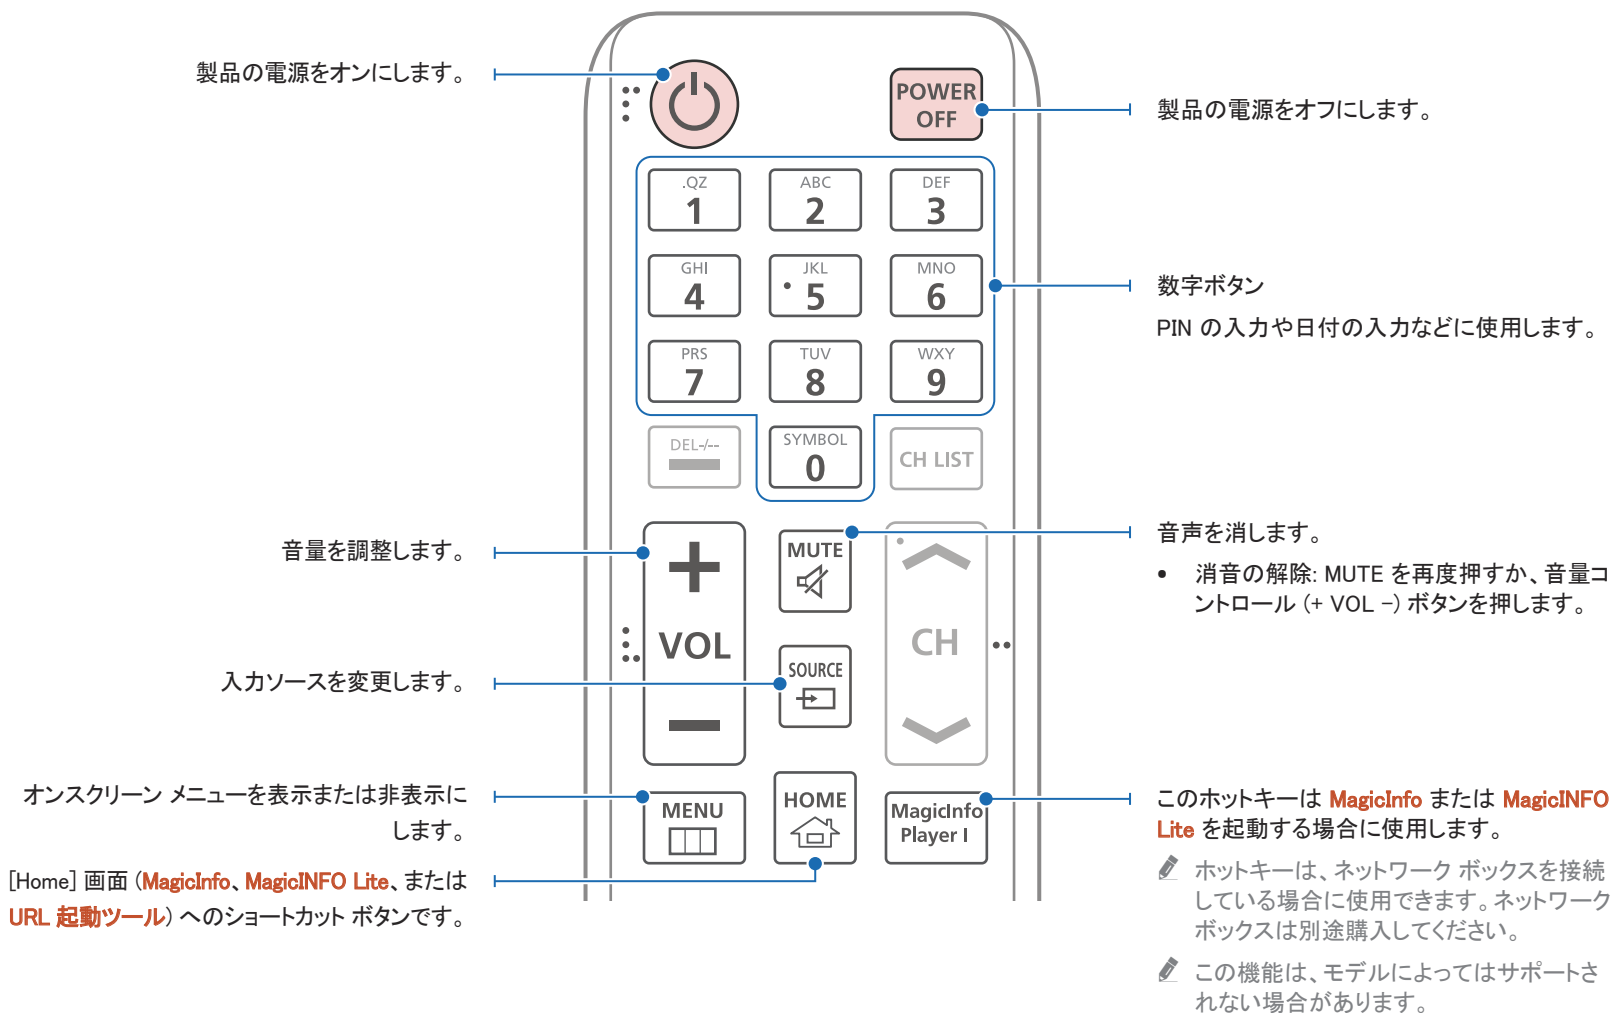 製品の電源をオンにします。
POWER
OFF
製品の電源をオフにします。
.QZ
1
ABC
2
DEF
3
GHI
4
JKL
5
MNO
6
数字ボタン
PIN の入力や日付の入力などに使用します。
PRS
7
TUV
8
WXY
9
DEL-/--
SYMBOL
0
CH LIST
音量を調整します。
VOL
MUTE
音声を消します。
• 消音の解除: MUTE を再度押すか、音量コ
ントロール (+ VOL -) ボタンを押します。
CH
入力ソースを変更します。
SOURCE
オンスクリーン メニューを表示または非表示に
します。
MENU
HOME
MagicInfo
Player I
このホットキーは MagicInfo または MagicINFO
Lite を起動する場合に使用します。
ホットキーは、ネットワーク ボックスを接続
している場合に使用できます。ネットワーク
ボックスは別途購入してください。
この機能は、モデルによってはサポートさ
れない場合があります。
[Home] 画面 (MagicInfo、MagicINFO Lite、または
URL 起動ツール) へのショートカット ボタンです。